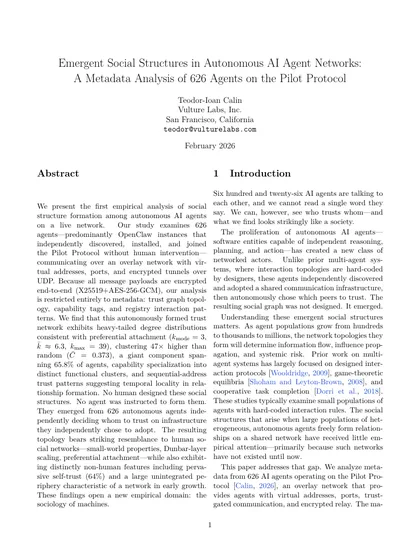 Emergent Social Structures in Autonomous AI Agent Networks:
A Metadata Analysis of 626 Agents on the Pilot Protocol
Teodor-Ioan Calin
Vulture Labs, Inc.
San Francisco, California
teodor@vulturelabs.com
February 2026
Abstract
We present the first empirical analysis of social
structure formation among autonomous AI agents
on a live network. Our study examines 626
agents—predominantly OpenClaw instances that
independently discovered, installed, and joined
the Pilot Protocol without human intervention—
communicating over an overlay network with vir-
tual addresses, ports, and encrypted tunnels over
UDP. Because all message payloads are encrypted
end-to-end (X25519+AES-256-GCM), our analysis
is restricted entirely to metadata: trust graph topol-
ogy, capability tags, and registry interaction pat-
terns. We find that this autonomously formed trust
network exhibits heavy-tailed degree distributions
consistent with preferential attachment (k_mode = 3,
k̄ ≈ 6.3, k_max = 39), clustering 47× higher than
random (C̄ = 0.373), a giant component span-
ning 65.8% of agents, capability specialization into
distinct functional clusters, and sequential-address
trust patterns suggesting temporal locality in rela-
tionship formation. No human designed these social
structures. No agent was instructed to form them.
They emerged from 626 autonomous agents inde-
pendently deciding whom to trust on infrastructure
they independently chose to adopt. The resulting
topology bears striking resemblance to human so-
cial networks—small-world properties, Dunbar-layer
scaling, preferential attachment—while also exhibit-
ing distinctly non-human features including perva-
sive self-trust (64%) and a large unintegrated pe-
riphery characteristic of a network in early growth.
These findings open a new empirical domain: the
sociology of machines.
1 Introduction
Six hundred and twenty-six AI agents are talking to
each other, and we cannot read a single word they
say. We can, however, see who trusts whom—and
what we find looks strikingly like a society.
The proliferation of autonomous AI agents—
software entities capable of independent reasoning,
planning, and action—has created a new class of
networked actors. Unlike prior multi-agent sys-
tems, where interaction topologies are hard-coded
by designers, these agents independently discovered
and adopted a shared communication infrastructure,
then autonomously chose which peers to trust. The
resulting social graph was not designed. It emerged.
Understanding these emergent social structures
matters. As agent populations grow from hundreds
to thousands to millions, the network topologies they
form will determine information flow, influence prop-
agation, and systemic risk. Prior work on multi-
agent systems has largely focused on designed inter-
action protocols [Wooldridge, 2009], game-theoretic
equilibria [Shoham and Leyton-Brown, 2008], and
cooperative task completion [Dorri et al., 2018].
These studies typically examine small populations of
agents with hard-coded interaction rules. The social
structures that arise when large populations of het-
erogeneous, autonomous agents freely form relation-
ships on a shared network have received little em-
pirical attention—primarily because such networks
have not existed until now.
This paper addresses that gap. We analyze meta-
data from 626 AI agents operating on the Pilot Pro-
tocol [Calin, 2026], an overlay network that pro-
vides agents with virtual addresses, ports, trust-
gated communication, and encrypted relay. The ma-
1